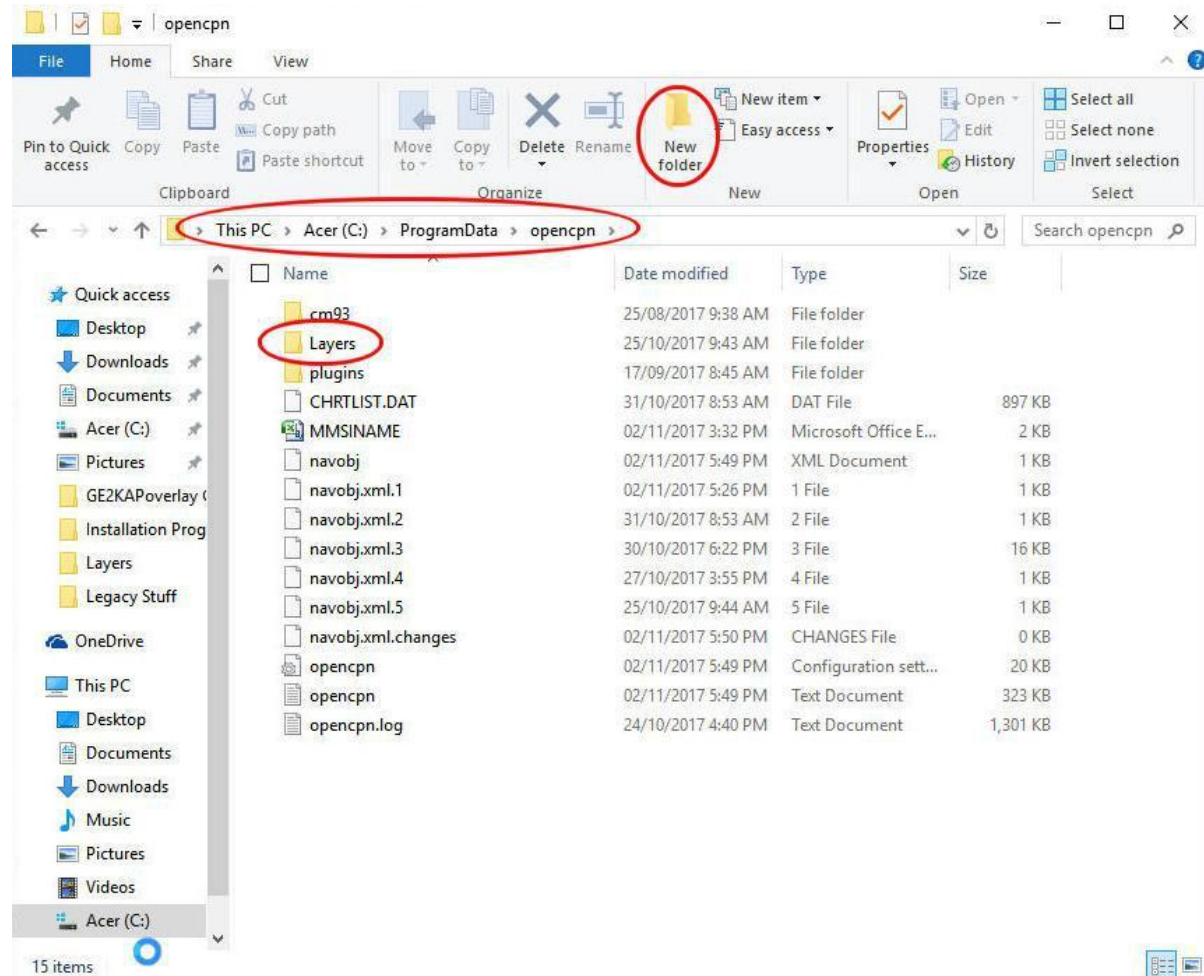 opencpn
File Home Share View
Pin to Quick access
Copy
Paste
Cut
Copy path
Paste shortcut
Clipboard
Move to
Copy to
Delete
Rename
Organize
New folder
New item
Easy access
New
Properties
Open
Edit
History
Open
Select all
Select none
Invert selection
Select
This PC > Acer (C:) > ProgramData > opencpn >
Search opencpn
Quick access
Desktop
Downloads
Documents
Acer (C:)
Pictures
GE2KAPoverlay
Installation Prog
Layers
Legacy Stuff
OneDrive
This PC
Desktop
Documents
Downloads
Music
Pictures
Videos
Acer (C:)
Name Date modified Type Size
cm93 25/08/2017 9:38 AM File folder
Layers 25/10/2017 9:43 AM File folder
plugins 17/09/2017 8:45 AM File folder
CHRTLIST.DAT 31/10/2017 8:53 AM DAT File 897 KB
MMSINAME 02/11/2017 3:32 PM Microsoft Office E... 2 KB
navobj 02/11/2017 5:49 PM XML Document 1 KB
navobj.xml.1 02/11/2017 5:26 PM 1 File 1 KB
navobj.xml.2 31/10/2017 8:53 AM 2 File 1 KB
navobj.xml.3 30/10/2017 6:22 PM 3 File 16 KB
navobj.xml.4 27/10/2017 3:55 PM 4 File 1 KB
navobj.xml.5 25/10/2017 9:44 AM 5 File 1 KB
navobj.xml.changes 02/11/2017 5:50 PM CHANGES File 0 KB
opencpn 02/11/2017 5:49 PM Configuration sett... 20 KB
opencpn 02/11/2017 5:49 PM Text Document 323 KB
opencpn.log 24/10/2017 4:40 PM Text Document 1,301 KB
15 items